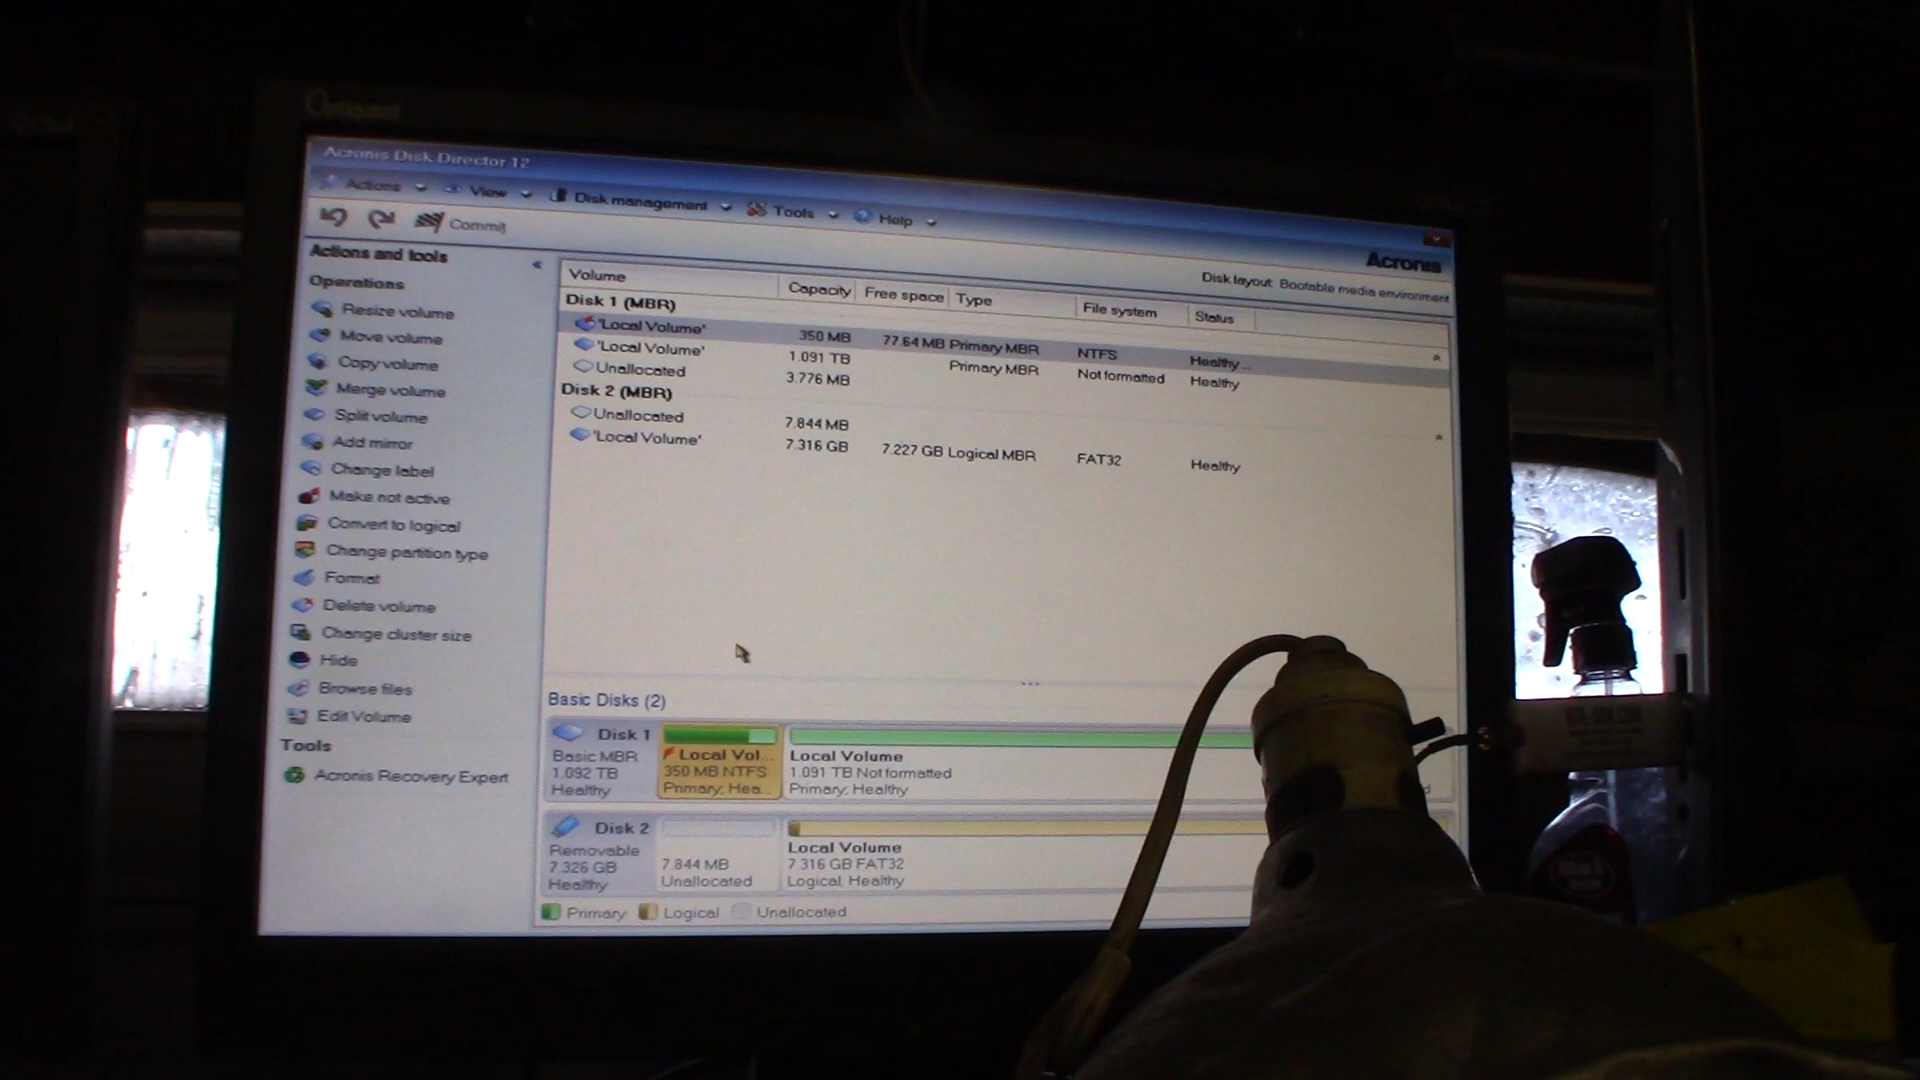 Optiquest
Acronis Disk Director 12
Actions View Disk management Tools Help
Commit
Acronis
Disk layout: Bootable media environment
Actions and tools
Operations
Resize volume
Move volume
Copy volume
Merge volume
Split volume
Add mirror
Change label
Make not active
Convert to logical
Change partition type
Format
Delete volume
Change cluster size
Hide
Browse files
Edit Volume
Tools
Acronis Recovery Expert
Volume Capacity Free space Type File system Status
Disk 1 (MBR)
'Local Volume' 350 MB 77.64 MB Primary MBR NTFS Healthy...
'Local Volume' 1.091 TB Primary MBR Not formatted Healthy
Unallocated 3.776 MB
Disk 2 (MBR)
Unallocated 7.844 MB
'Local Volume' 7.316 GB 7.227 GB Logical MBR FAT32 Healthy
Basic Disks (2)
Disk 1
Basic MBR
1.092 TB
Healthy
Local Vol...
350 MB NTFS
Primary; Hea...
Local Volume
1.091 TB Not formatted
Primary; Healthy
Disk 2
Removable
7.326 GB
Healthy
7.844 MB
Unallocated
Local Volume
7.316 GB FAT32
Logical; Healthy
Primary Logical Unallocated